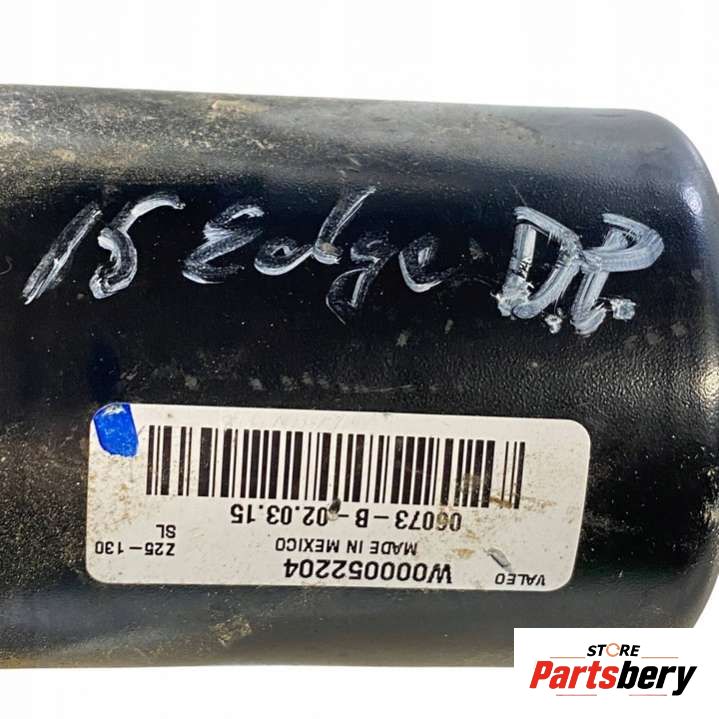 15 Edge D.P.
VALEO
W000052204
MADE IN MEXICO
06073-B-02.03.15
Z25-130
SL
STORE
Partsbery